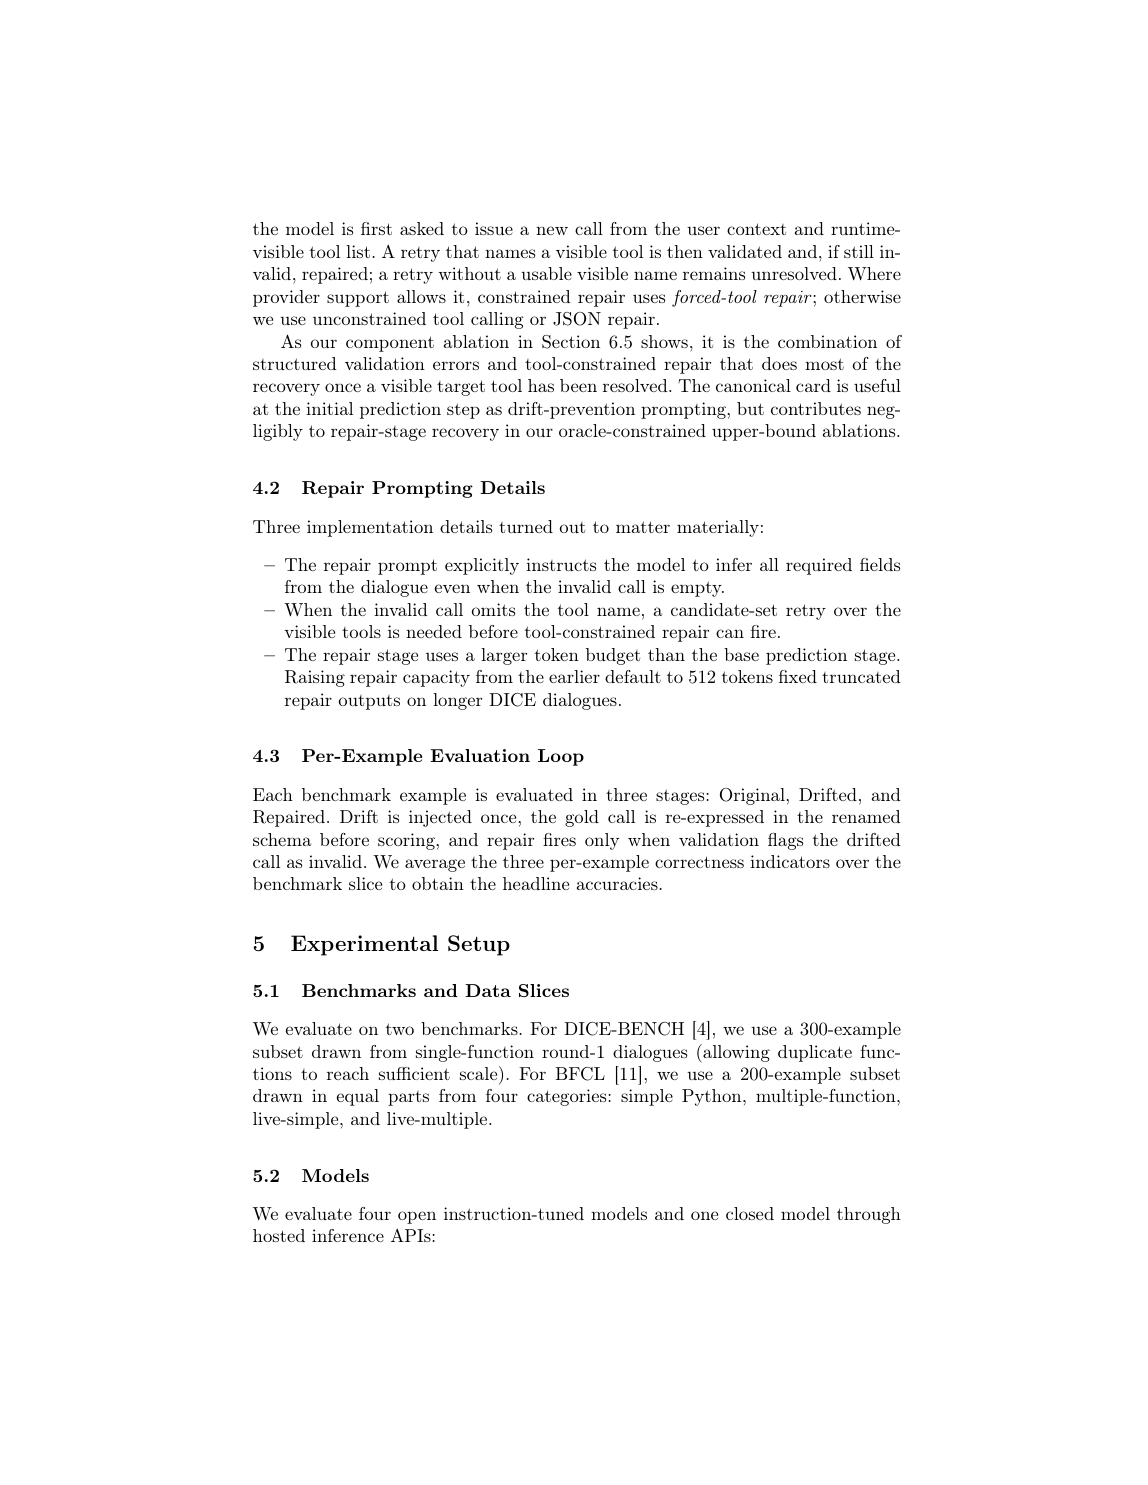 the model is first asked to issue a new call from the user context and runtime-
visible tool list. A retry that names a visible tool is then validated and, if still in-
valid, repaired; a retry without a usable visible name remains unresolved. Where
provider support allows it, constrained repair uses forced-tool repair; otherwise
we use unconstrained tool calling or JSON repair.
As our component ablation in Section 6.5 shows, it is the combination of
structured validation errors and tool-constrained repair that does most of the
recovery once a visible target tool has been resolved. The canonical card is useful
at the initial prediction step as drift-prevention prompting, but contributes neg-
ligibly to repair-stage recovery in our oracle-constrained upper-bound ablations.
4.2 Repair Prompting Details
Three implementation details turned out to matter materially:
– The repair prompt explicitly instructs the model to infer all required fields
from the dialogue even when the invalid call is empty.
– When the invalid call omits the tool name, a candidate-set retry over the
visible tools is needed before tool-constrained repair can fire.
– The repair stage uses a larger token budget than the base prediction stage.
Raising repair capacity from the earlier default to 512 tokens fixed truncated
repair outputs on longer DICE dialogues.
4.3 Per-Example Evaluation Loop
Each benchmark example is evaluated in three stages: Original, Drifted, and
Repaired. Drift is injected once, the gold call is re-expressed in the renamed
schema before scoring, and repair fires only when validation flags the drifted
call as invalid. We average the three per-example correctness indicators over the
benchmark slice to obtain the headline accuracies.
5 Experimental Setup
5.1 Benchmarks and Data Slices
We evaluate on two benchmarks. For DICE-BENCH [4], we use a 300-example
subset drawn from single-function round-1 dialogues (allowing duplicate func-
tions to reach sufficient scale). For BFCL [11], we use a 200-example subset
drawn in equal parts from four categories: simple Python, multiple-function,
live-simple, and live-multiple.
5.2 Models
We evaluate four open instruction-tuned models and one closed model through
hosted inference APIs: